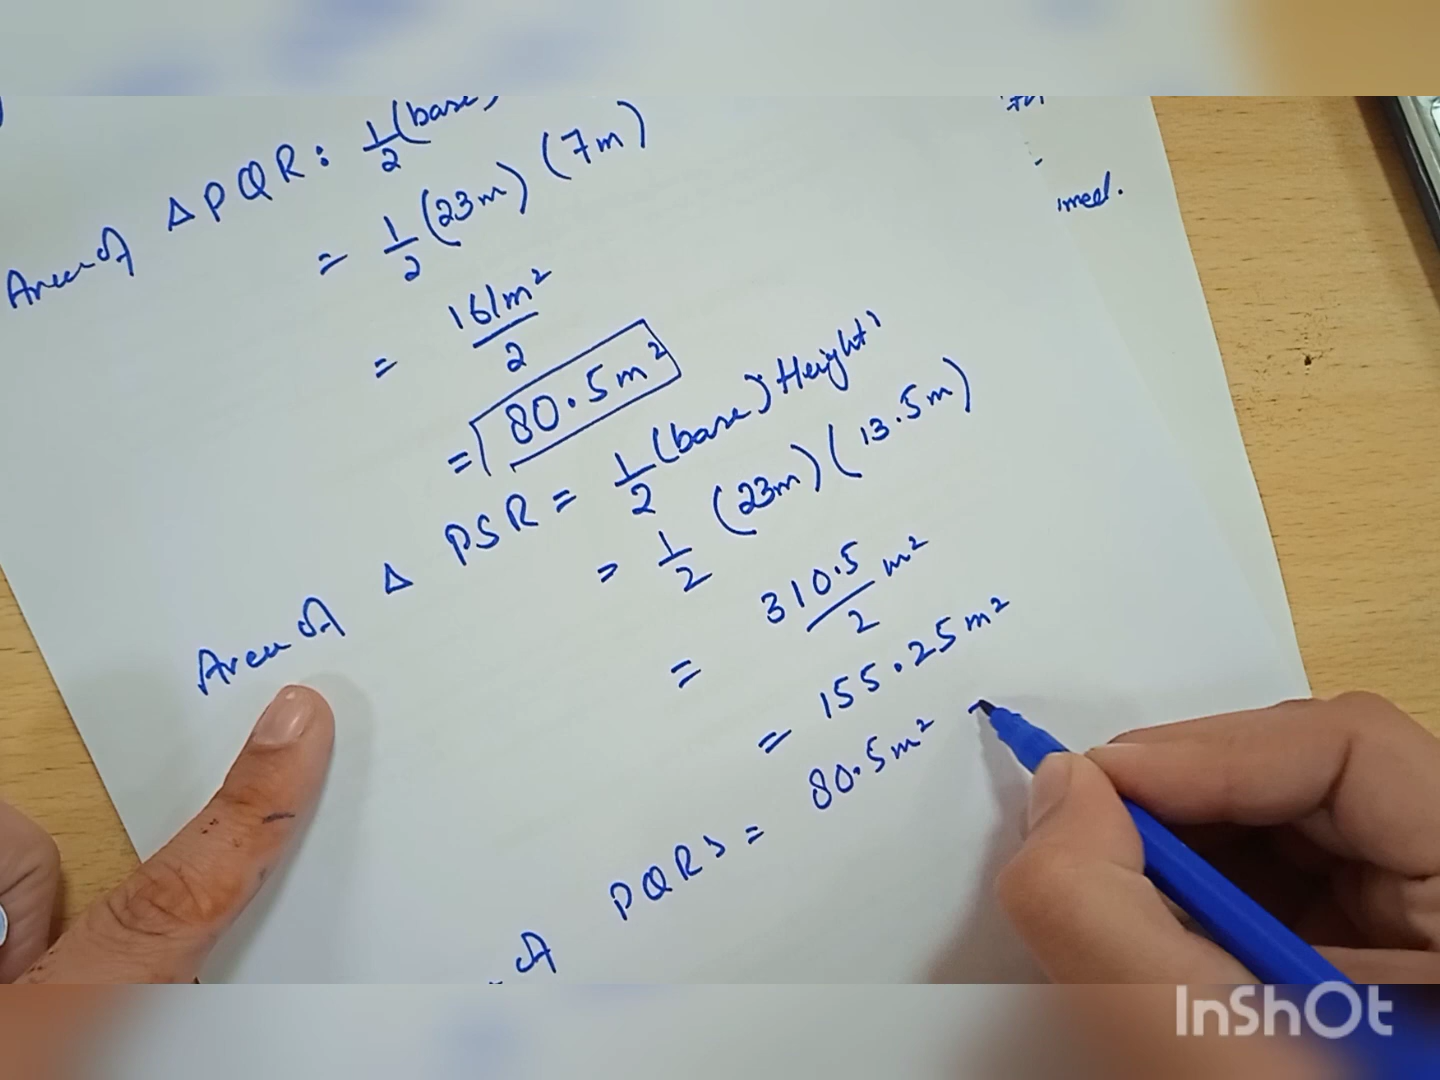 Area of Δ PQR: 1/2 (base)
= 1/2 (23m) (7m)
= 161m²/2
= 80.5m²
Area of Δ PSR = 1/2 (base) Height
= 1/2 (23m) (13.5m)
= 310.5/2 m²
= 155.25m²
of PQRS = 80.5m²
InShOt